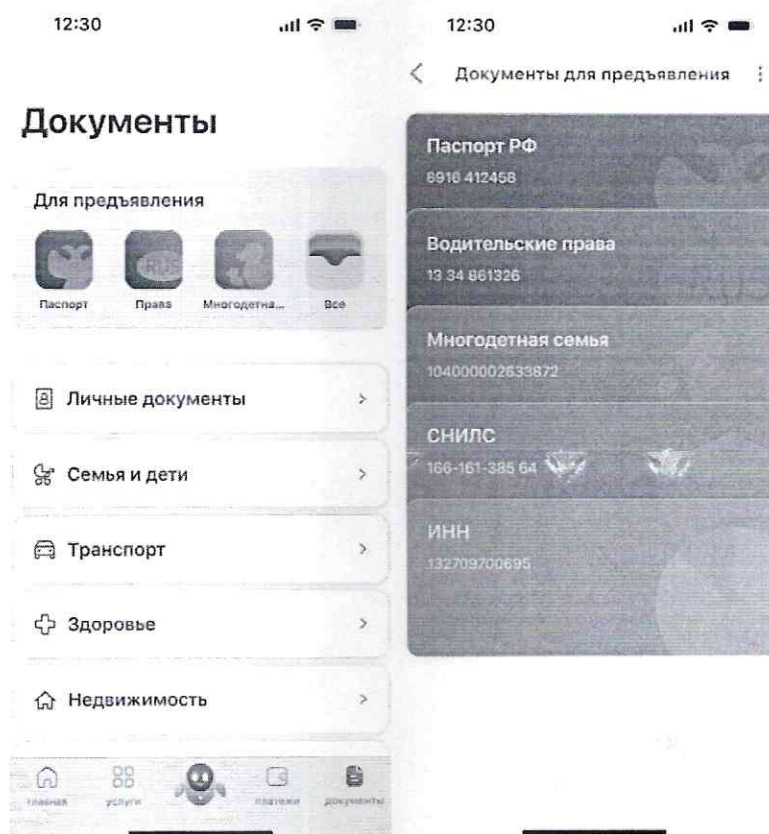 12:30
Документы
Для предъявления
Паспорт
Права
Многодетна...
Все
Личные документы
Семья и дети
Транспорт
Здоровье
Недвижимость
главная
услуги
платежи
документы
12:30
Документы для предъявления
Паспорт РФ
8916 412458
Водительские права
13 34 861326
Многодетная семья
104000002633872
СНИЛС
166-161-385 64
ИНН
132709700695